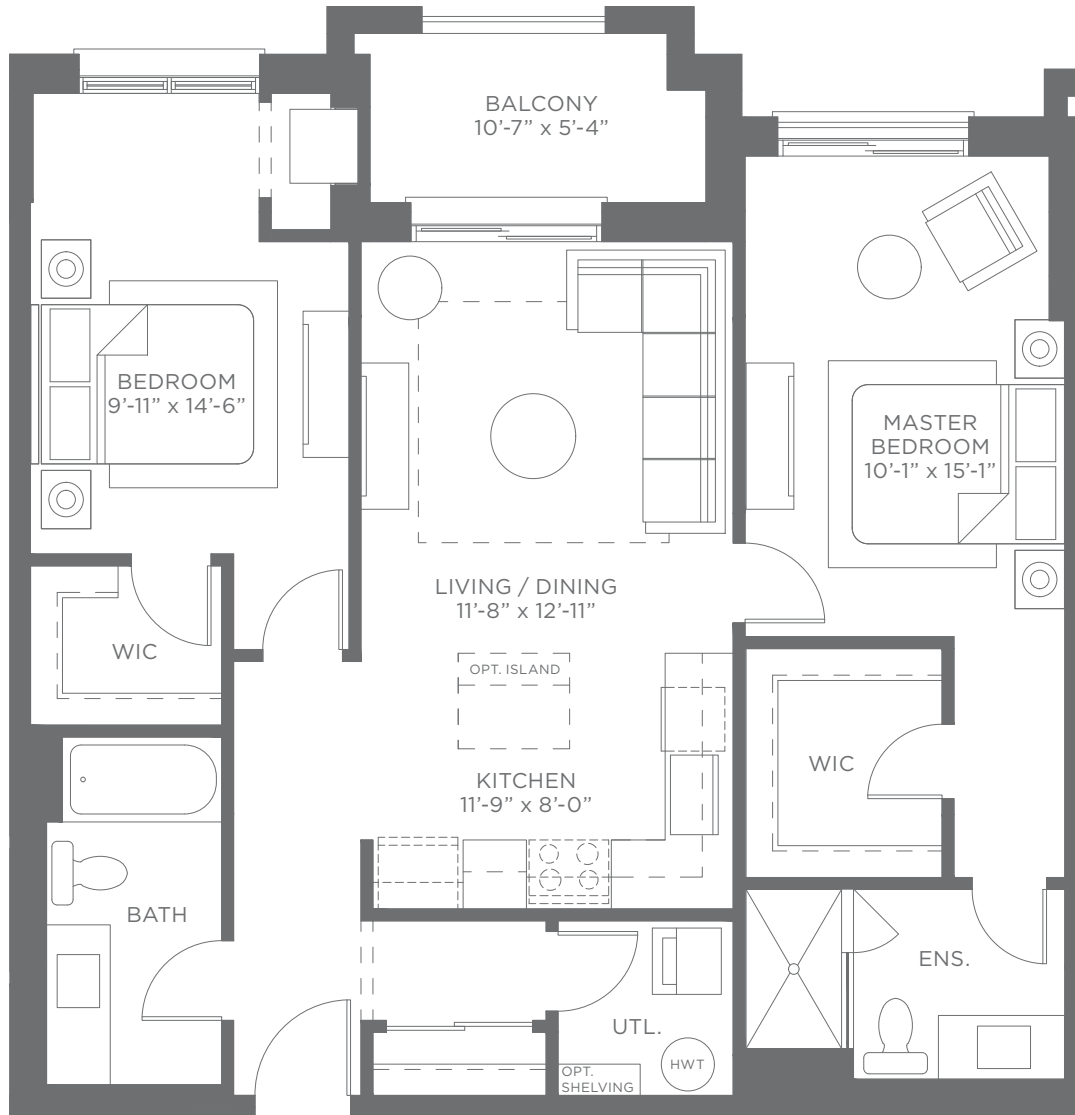 BALCONY
10’-7” x 5’-4”
BEDROOM
9’-11” x 14’-6”
MASTER
BEDROOM
10’-1” x 15’-1”
LIVING / DINING
11’-8” x 12’-11”
WIC
OPT. ISLAND
WIC
KITCHEN
11’-9” x 8’-0”
BATH
ENS.
UTL.
HWT
OPT.
SHELVING